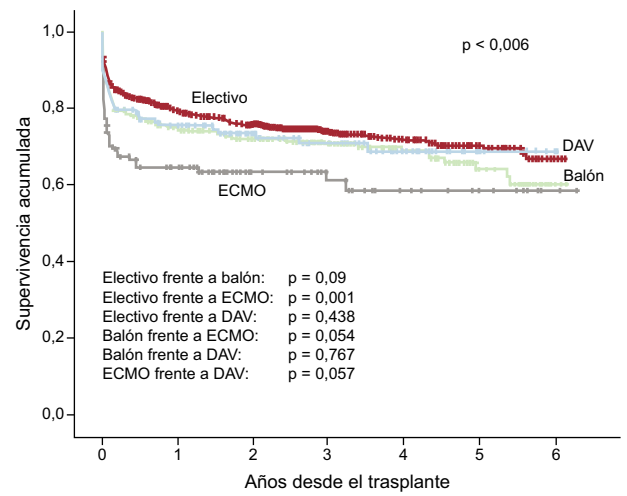 Supervivencia acumulada
1,0
0,8
0,6
0,4
0,2
0,0
p < 0,006
Electivo
DAV
Balón
ECMO
Electivo frente a balón: p = 0,09
Electivo frente a ECMO: p = 0,001
Electivo frente a DAV: p = 0,438
Balón frente a ECMO: p = 0,054
Balón frente a DAV: p = 0,767
ECMO frente a DAV: p = 0,057
0 1 2 3 4 5 6
Años desde el trasplante